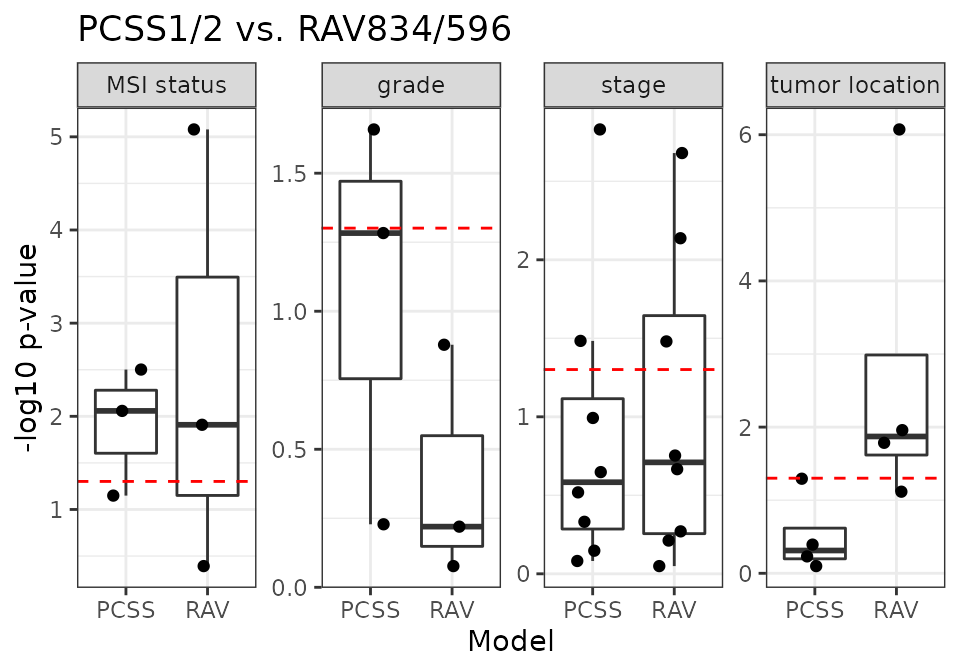 PCSS1/2 vs. RAV834/596
MSI status
grade
stage
tumor location
-log10 p-value
5
4
3
2
1
1.5
1.0
0.5
0.0
2
1
0
6
4
2
0
PCSS RAV
PCSS RAV
PCSS RAV
PCSS RAV
Model